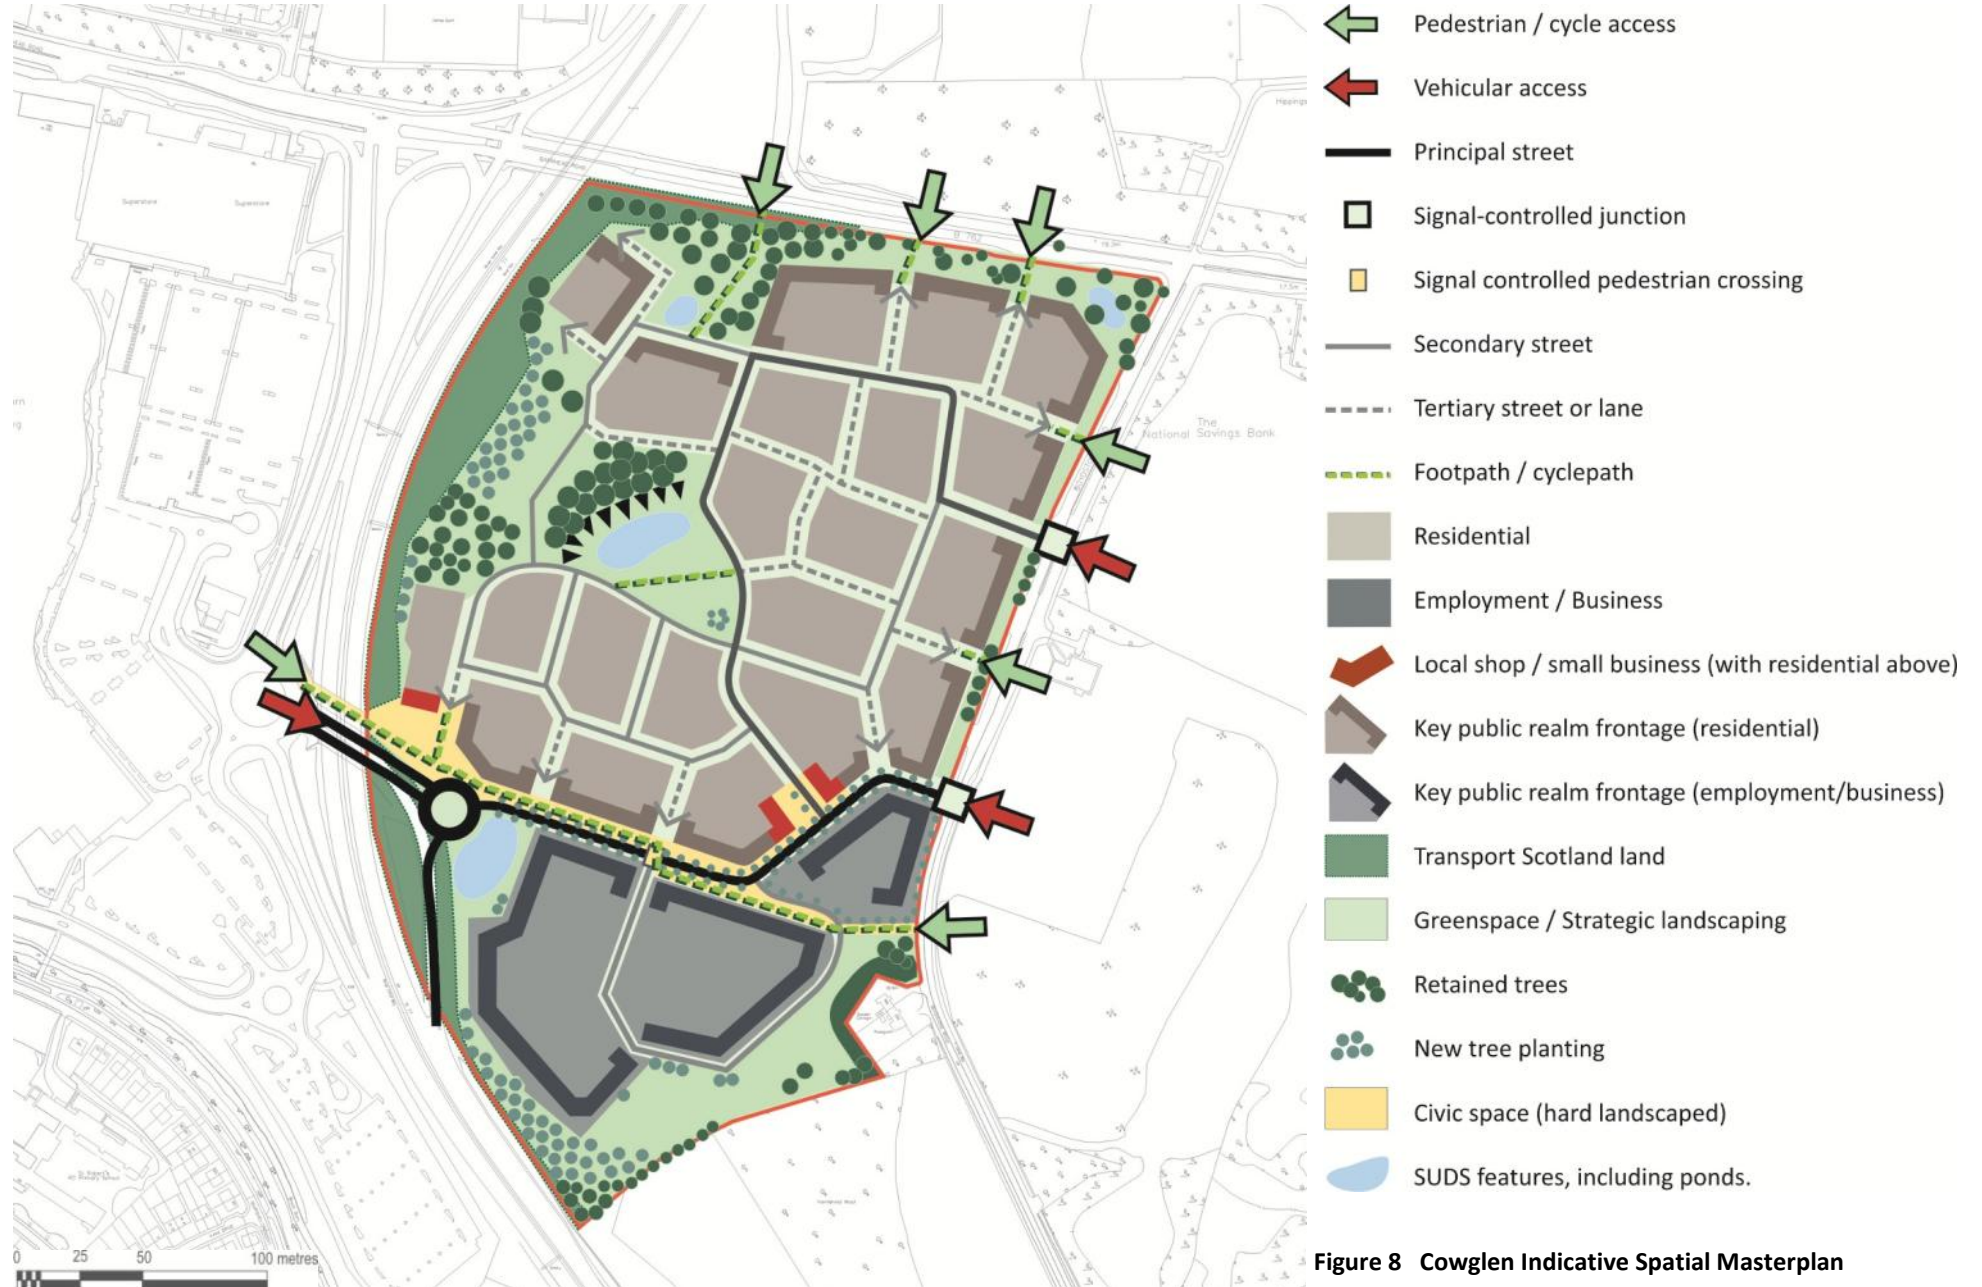 Superstore
Superstore
B 762
The
National Savings Bank
0
25
50
100 metres
Pedestrian / cycle access
Vehicular access
Principal street
Signal-controlled junction
Signal controlled pedestrian crossing
Secondary street
Tertiary street or lane
Footpath / cyclepath
Residential
Employment / Business
Local shop / small business (with residential above)
Key public realm frontage (residential)
Key public realm frontage (employment/business)
Transport Scotland land
Greenspace / Strategic landscaping
Retained trees
New tree planting
Civic space (hard landscaped)
SUDS features, including ponds.
Figure 8 Cowglen Indicative Spatial Masterplan